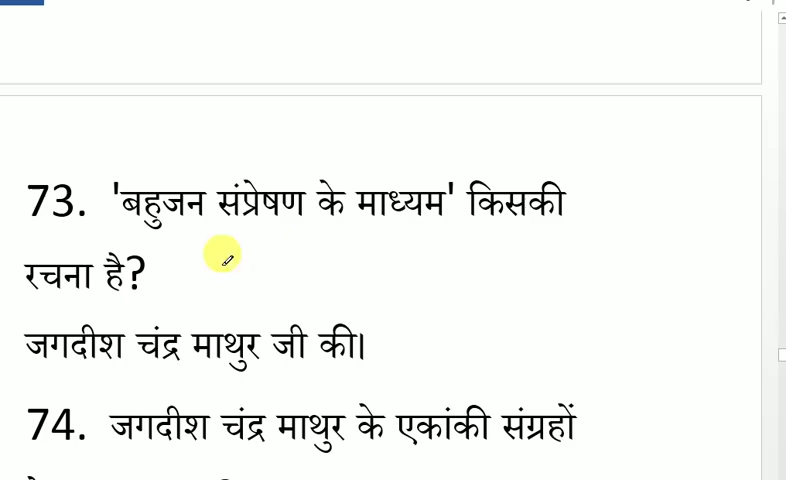 73. 'बहुजन संप्रेषण के माध्यम' किसकी
रचना है?
जगदीश चंद्र माथुर जी की।
74. जगदीश चंद्र माथुर के एकांकी संग्रहों